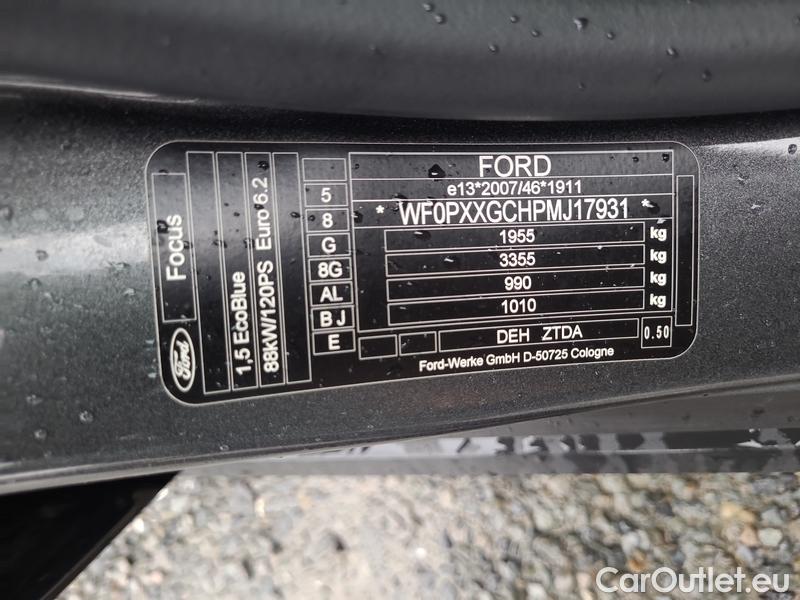 FORD
e13*2007/46*1911
* WF0PXXGCHPMJ17931 *
1955 kg
3355 kg
990 kg
1010 kg
DEH ZTDA 0.50
Ford-Werke GmbH D-50725 Cologne
5
8
G
8G
AL
B J
E
Focus
Ford
1,5 EcoBlue
88kW/120PS Euro 6.2
CarOutlet.eu